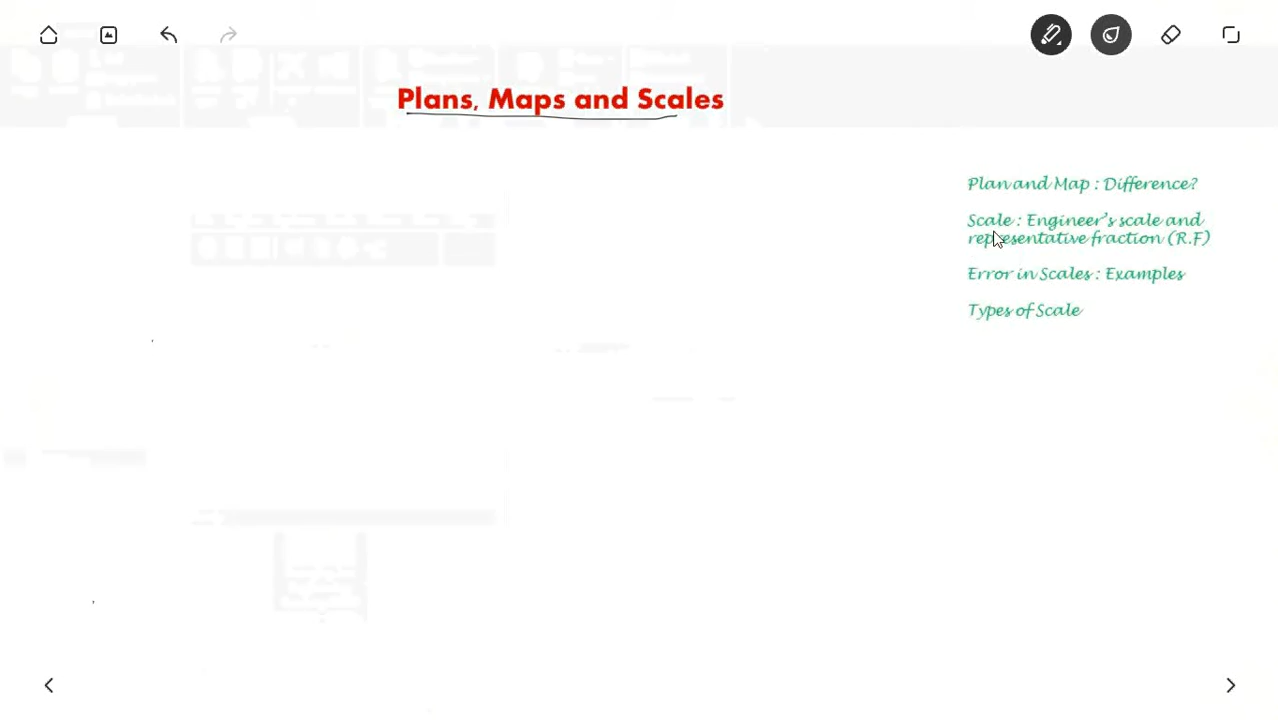 Plans, Maps and Scales
Plan and Map : Difference?
Scale : Engineer's scale and
representative fraction (R.F)
Error in Scales : Examples
Types of Scale